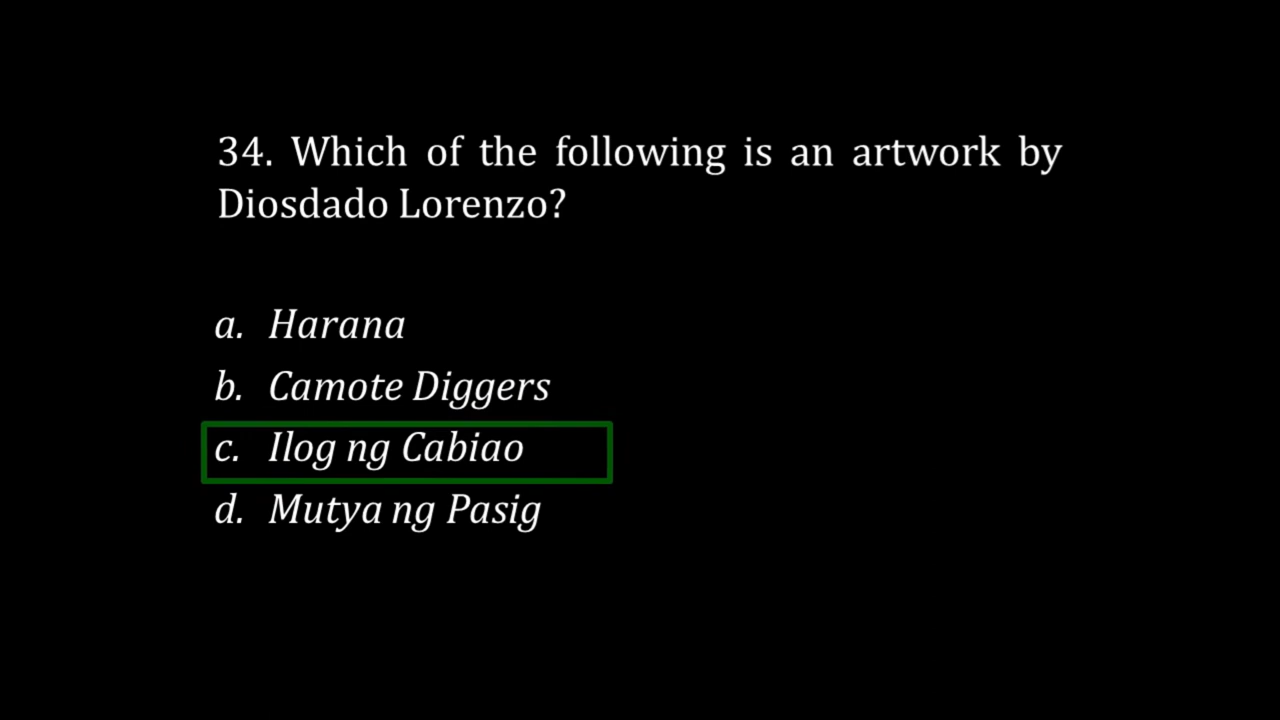 34. Which of the following is an artwork by
Diosdado Lorenzo?
a. Harana
b. Camote Diggers
c. Ilog ng Cabiao
d. Mutya ng Pasig